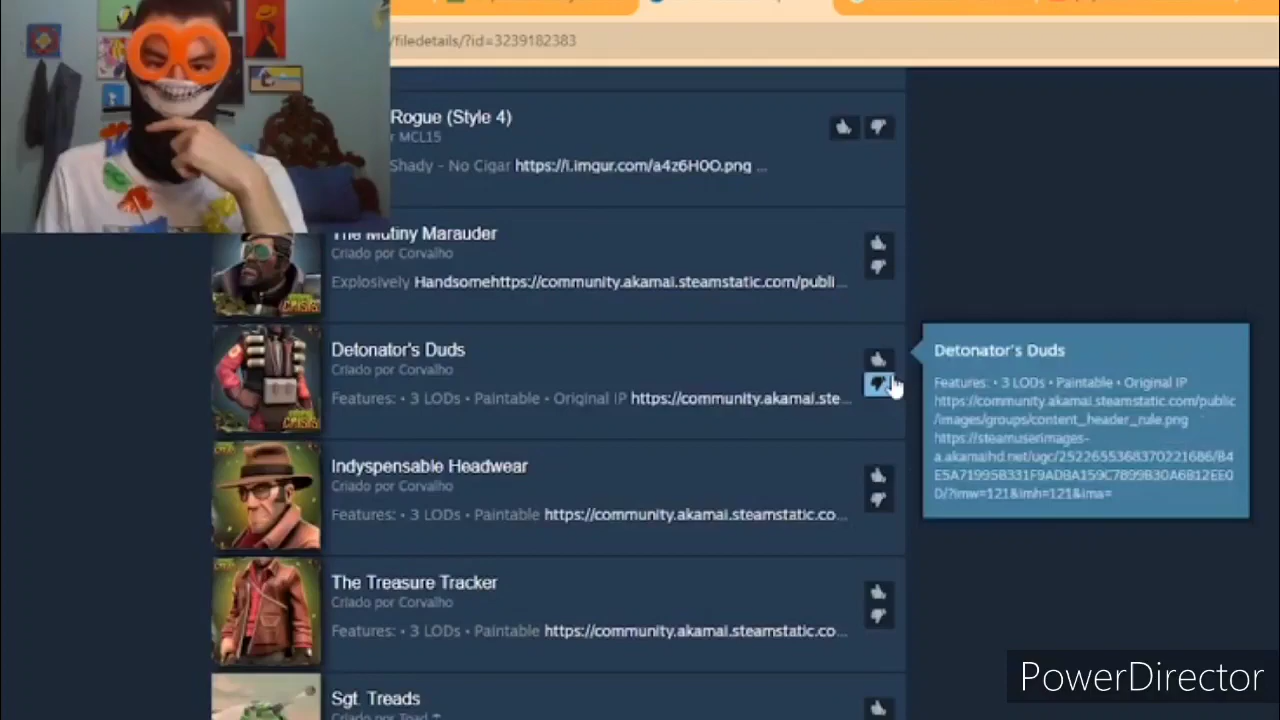 /filedetails/?id=3239182383
Rogue (Style 4)
r MCL15
Shady - No Cigar https://i.imgur.com/a4z6H0O.png ...
The Mutiny Marauder
Criado por Corvalho
Explosively Handsomehttps://community.akamai.steamstatic.com/publi...
Detonator's Duds
Criado por Corvalho
Features: • 3 LODs • Paintable • Original IP https://community.akamai.ste...
Indyspensable Headwear
Criado por Corvalho
Features: • 3 LODs • Paintable https://community.akamai.steamstatic.co...
The Treasure Tracker
Criado por Corvalho
Features: • 3 LODs • Paintable https://community.akamai.steamstatic.co...
Sgt. Treads
Criado por Toad
Detonator's Duds
Features: • 3 LODs • Paintable • Original IP
https://community.akamai.steamstatic.com/public
/images/groups/content_header_rule.png
https://steamuserimages-
a.akamaihd.net/ugc/2522655368370221686/B4
E5A71995B331F9ADBA159C7899B30A6B12EE0
D/?imw=121&imh=121&ima=
PowerDirector